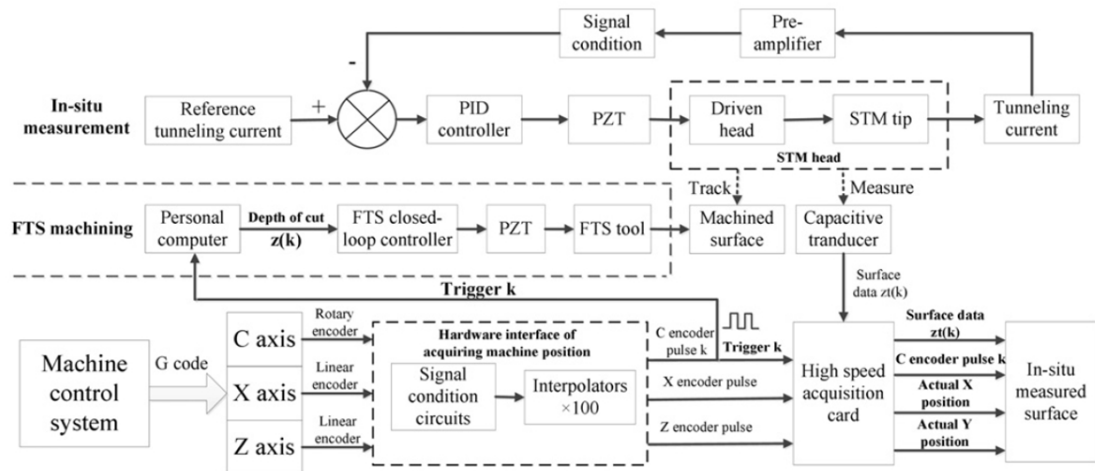 Signal
condition
Pre-
amplifier
-
In-situ
measurement
Reference
tunneling current
+
PID
controller
PZT
Driven
head
STM tip
Tunneling
current
STM head
Track
Measure
FTS machining
Personal
computer
Depth of cut
z(k)
FTS closed-
loop controller
PZT
FTS tool
Machined
surface
Capacitive
tranducer
Surface
data zt(k)
Trigger k
Machine
control
system
G code
C axis
X axis
Z axis
Rotary
encoder
Linear
encoder
Linear
encoder
Hardware interface of
acquiring machine position
Signal
condition
circuits
Interpolators
×100
C encoder
pulse k
Trigger k
X encoder pulse
Z encoder pulse
High speed
acquisition
card
Surface data
zt(k)
C encoder pulse k
Actual X
position
Actual Y
position
In-situ
measured
surface